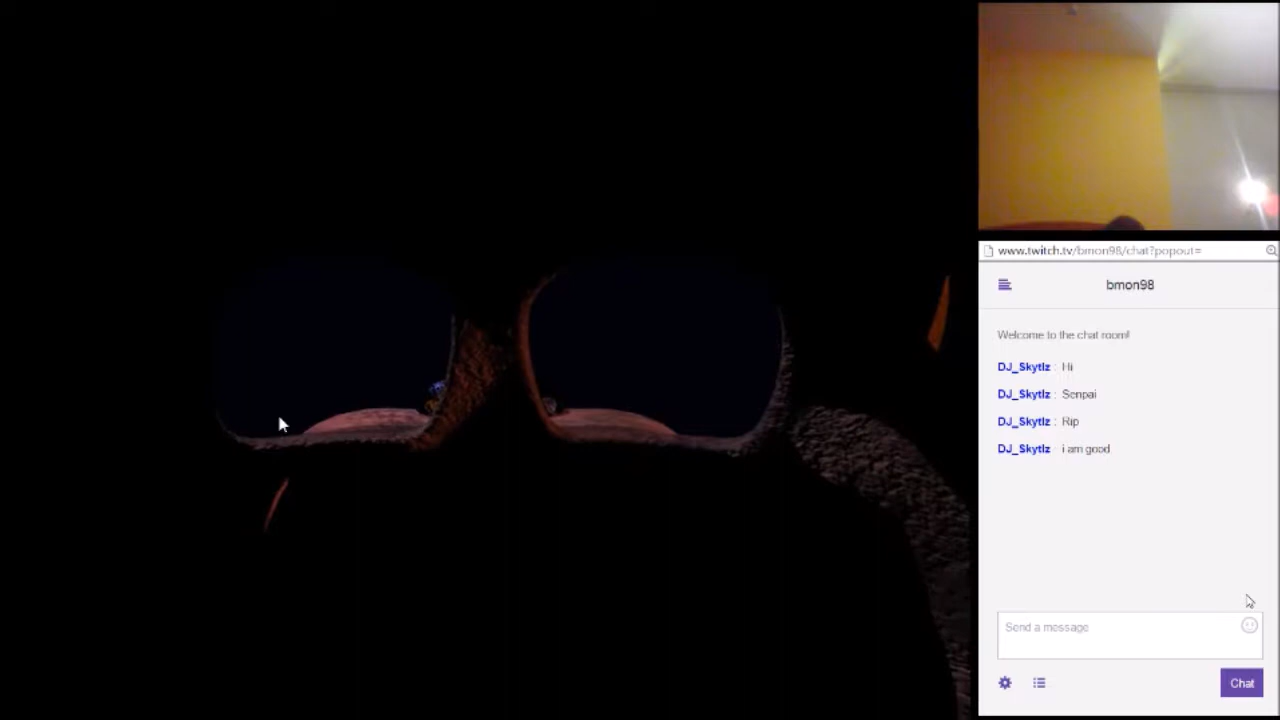 www.twitch.tv/bmon98/chat?popout=
bmon98
Welcome to the chat room!
DJ_Skytlz : Hi
DJ_Skytlz : Senpai
DJ_Skytlz : Rip
DJ_Skytlz : i am good
Send a message
Chat